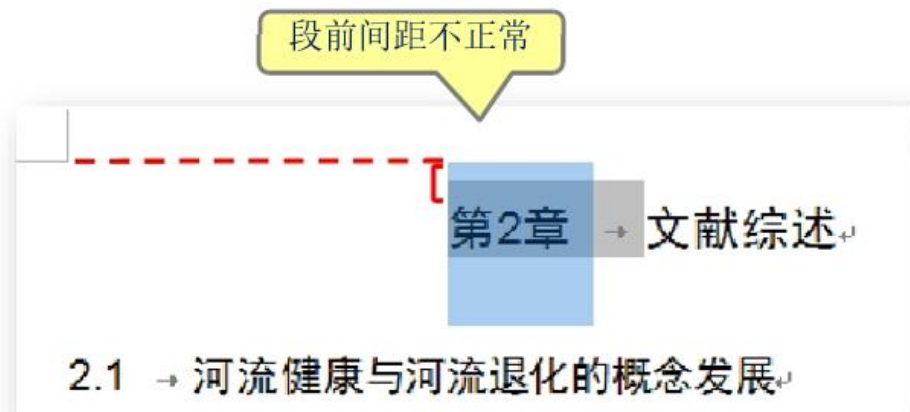 段前间距不正常
第2章 → 文献综述↵
2.1 → 河流健康与河流退化的概念发展↵